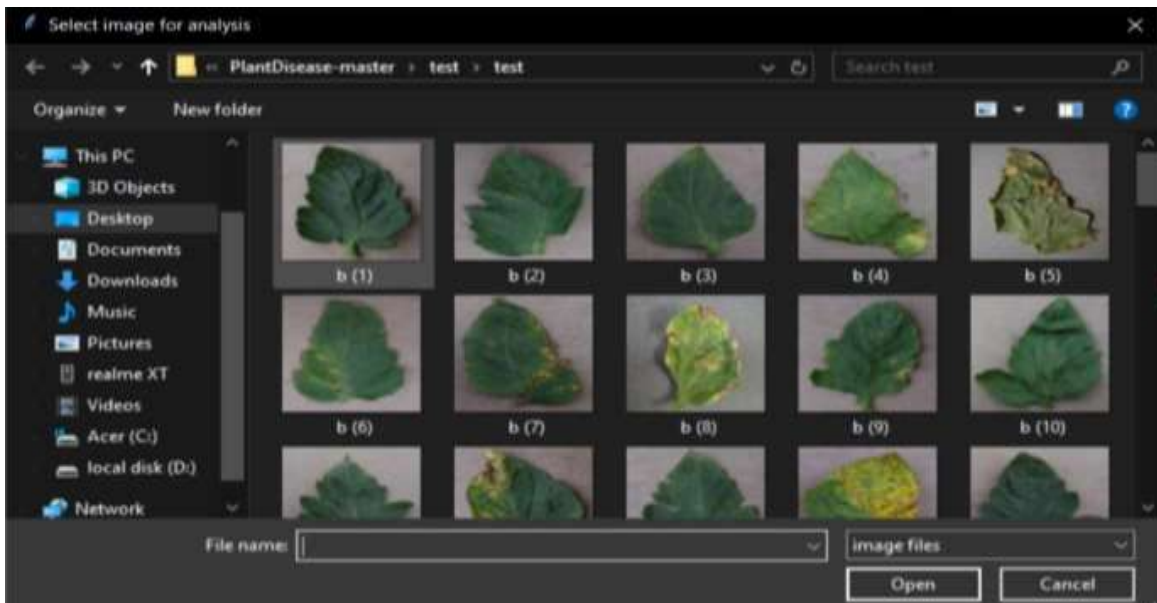 Select image for analysis
« PlantDisease-master › test › test
Search test
Organize
New folder
This PC
3D Objects
Desktop
Documents
Downloads
Music
Pictures
realme XT
Videos
Acer (C:)
local disk (D:)
Network
b (1)
b (2)
b (3)
b (4)
b (5)
b (6)
b (7)
b (8)
b (9)
b (10)
File name:
image files
Open
Cancel